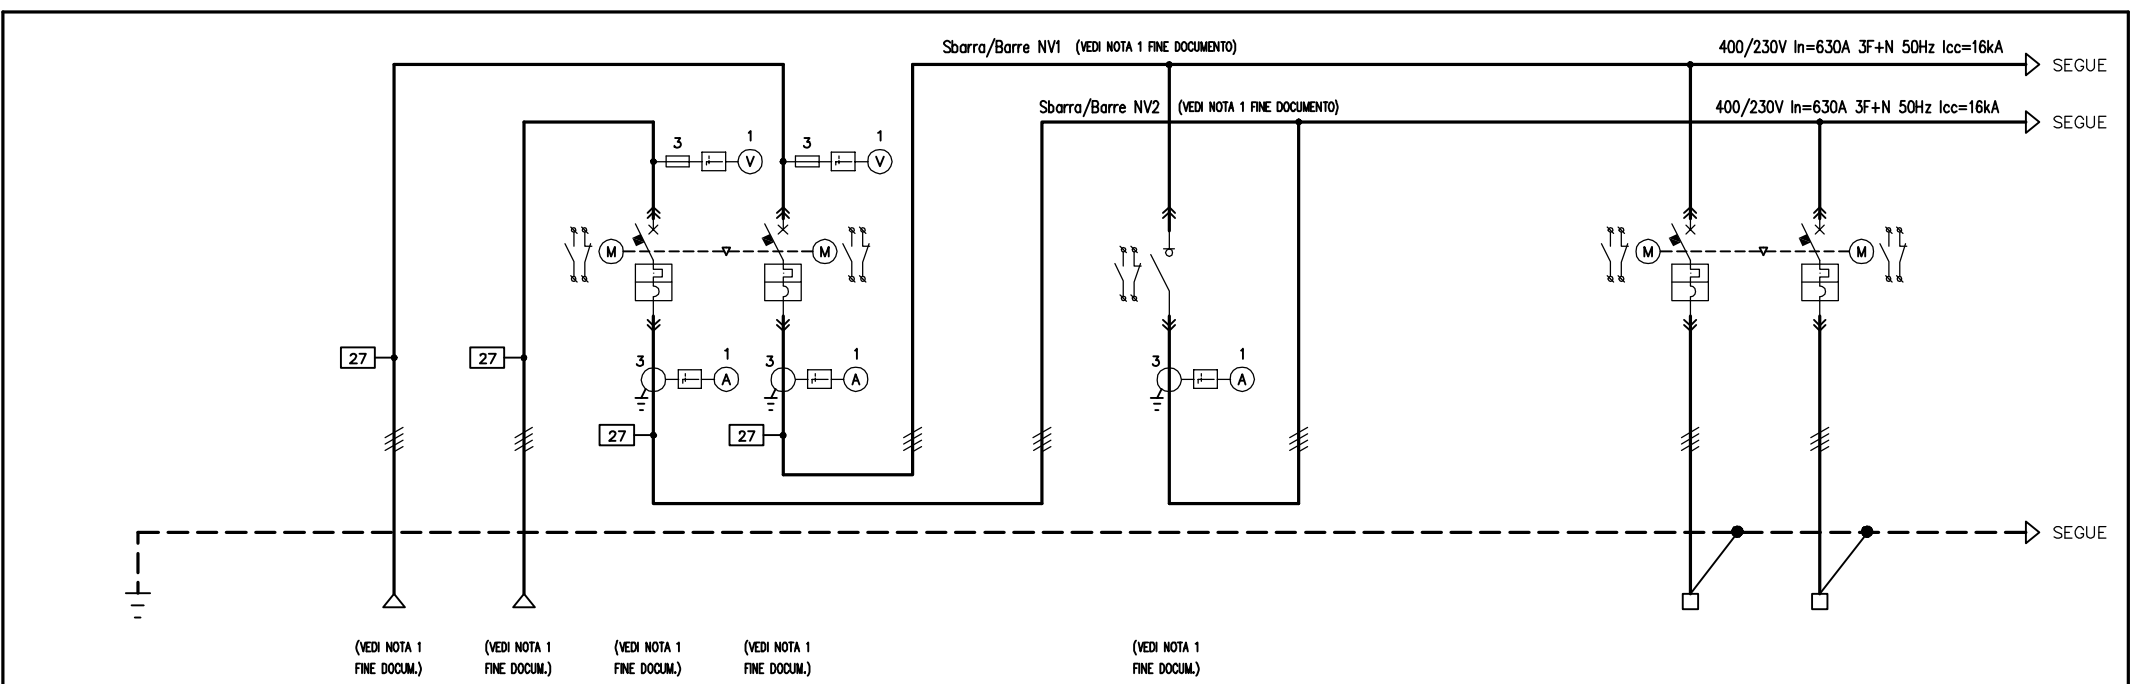 Sbarra/Barre NV1 (VEDI NOTA 1 FINE DOCUMENTO) 400/230V In=630A 3F+N 50Hz Icc=16kA
SEGUE
Sbarra/Barre NV2 (VEDI NOTA 1 FINE DOCUMENTO) 400/230V In=630A 3F+N 50Hz Icc=16kA
SEGUE
3 1 3 1
V V
M M M M
27 27
3 1 3 1 3 1
A A A
27 27
SEGUE
(VEDI NOTA 1 (VEDI NOTA 1 (VEDI NOTA 1 (VEDI NOTA 1 (VEDI NOTA 1
FINE DOCUM.) FINE DOCUM.) FINE DOCUM.) FINE DOCUM.) FINE DOCUM.)